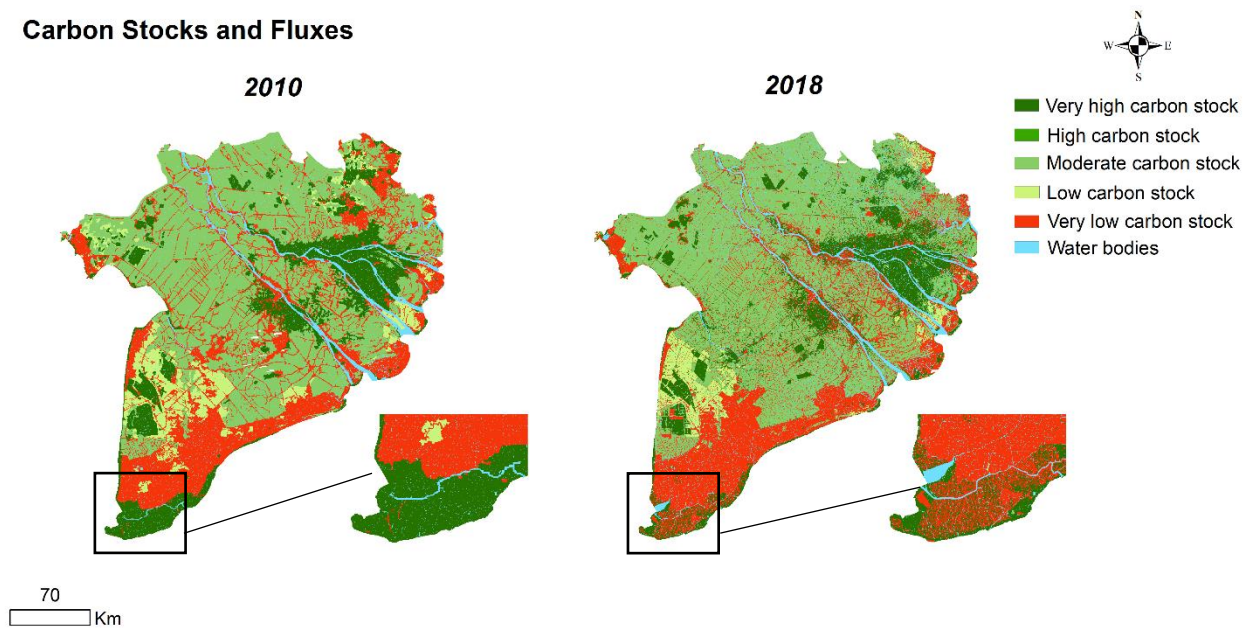 Carbon Stocks and Fluxes
2010
2018
N
W
E
S
Very high carbon stock
High carbon stock
Moderate carbon stock
Low carbon stock
Very low carbon stock
Water bodies
70
Km